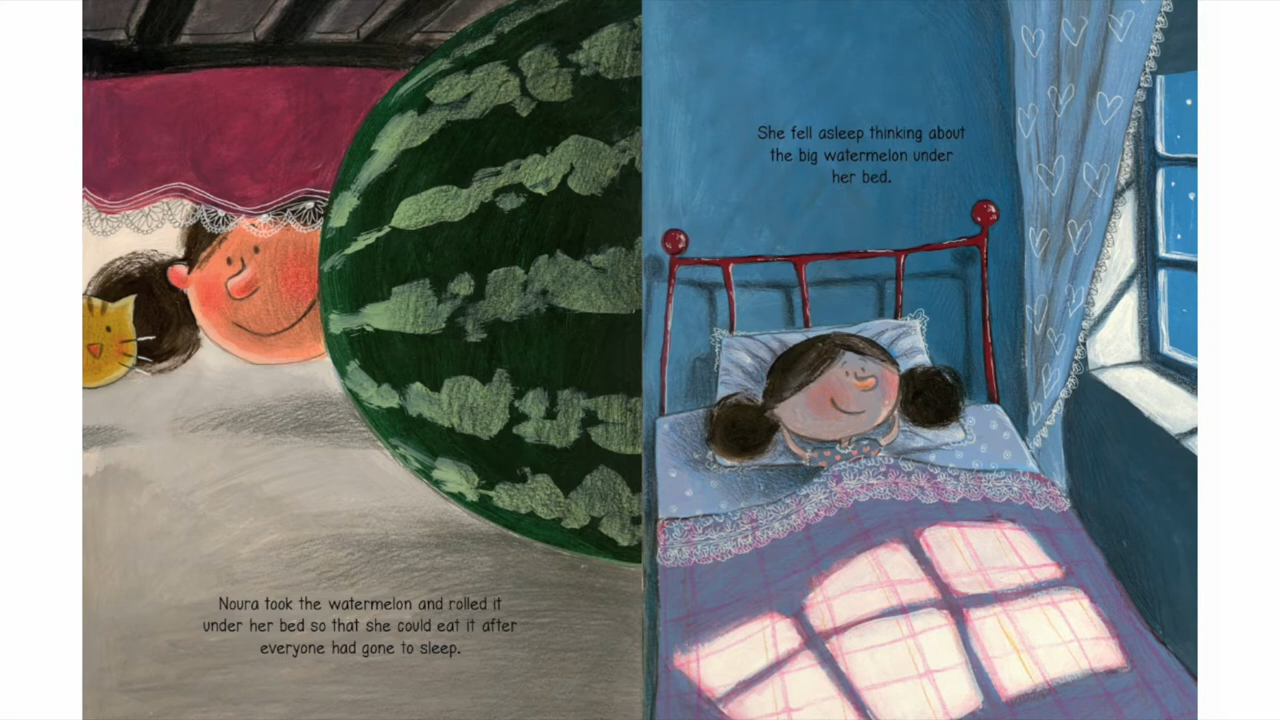 Noura took the watermelon and rolled it
under her bed so that she could eat it after
everyone had gone to sleep.
She fell asleep thinking about
the big watermelon under
her bed.